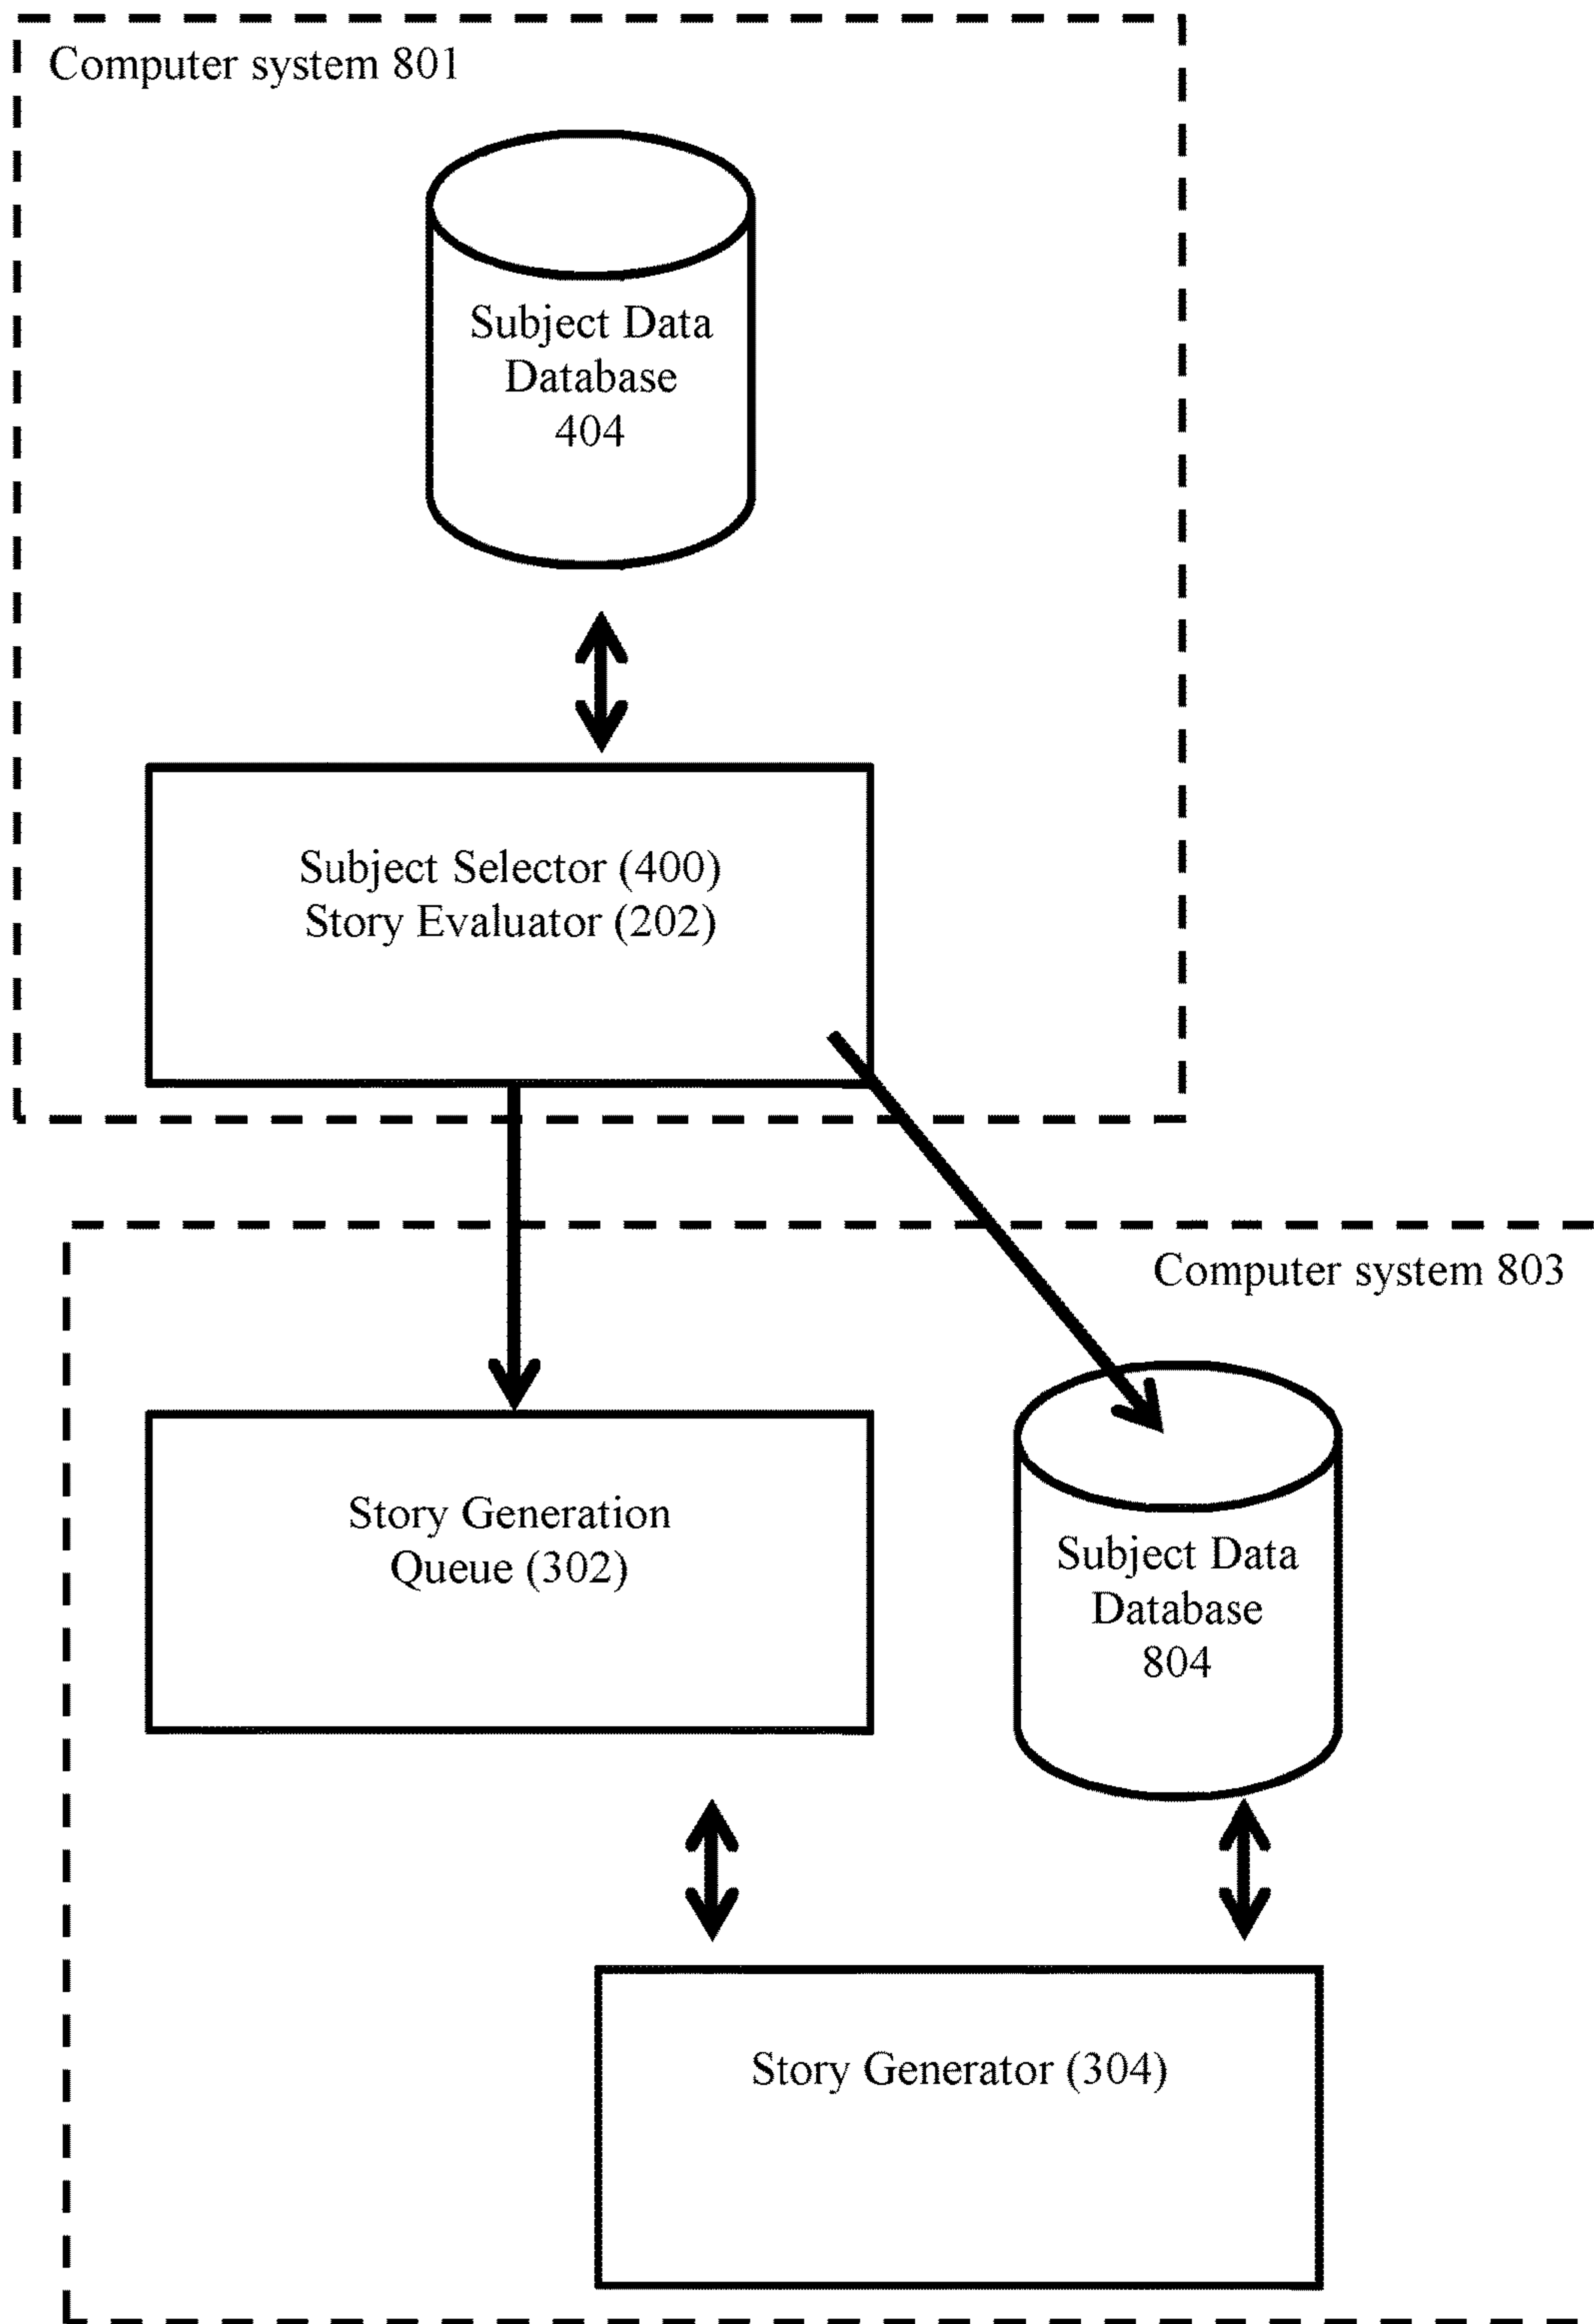 Computer system 801
Subject Data
Database
404
Subject Selector (400)
Story Evaluator (202)
Computer system 803
Story Generation
Queue (302)
Subject Data
Database
804
Story Generator (304)